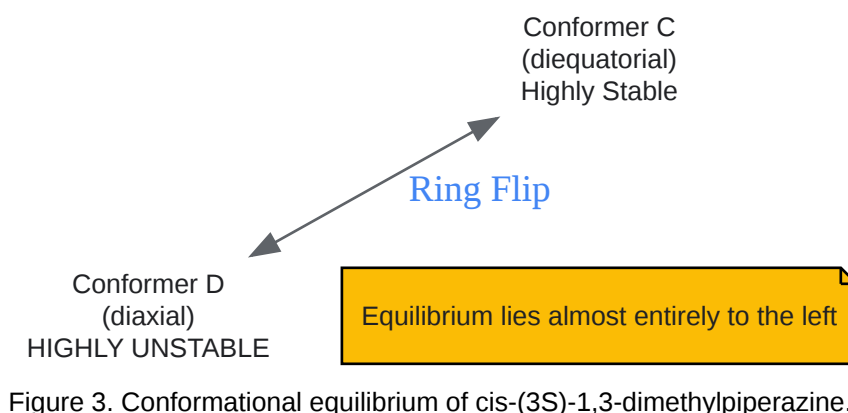 Conformer C
(diequatorial)
Highly Stable
Ring Flip
Conformer D
(diaxial)
HIGHLY UNSTABLE
Equilibrium lies almost entirely to the left
Figure 3. Conformational equilibrium of cis-(3S)-1,3-dimethylpiperazine.